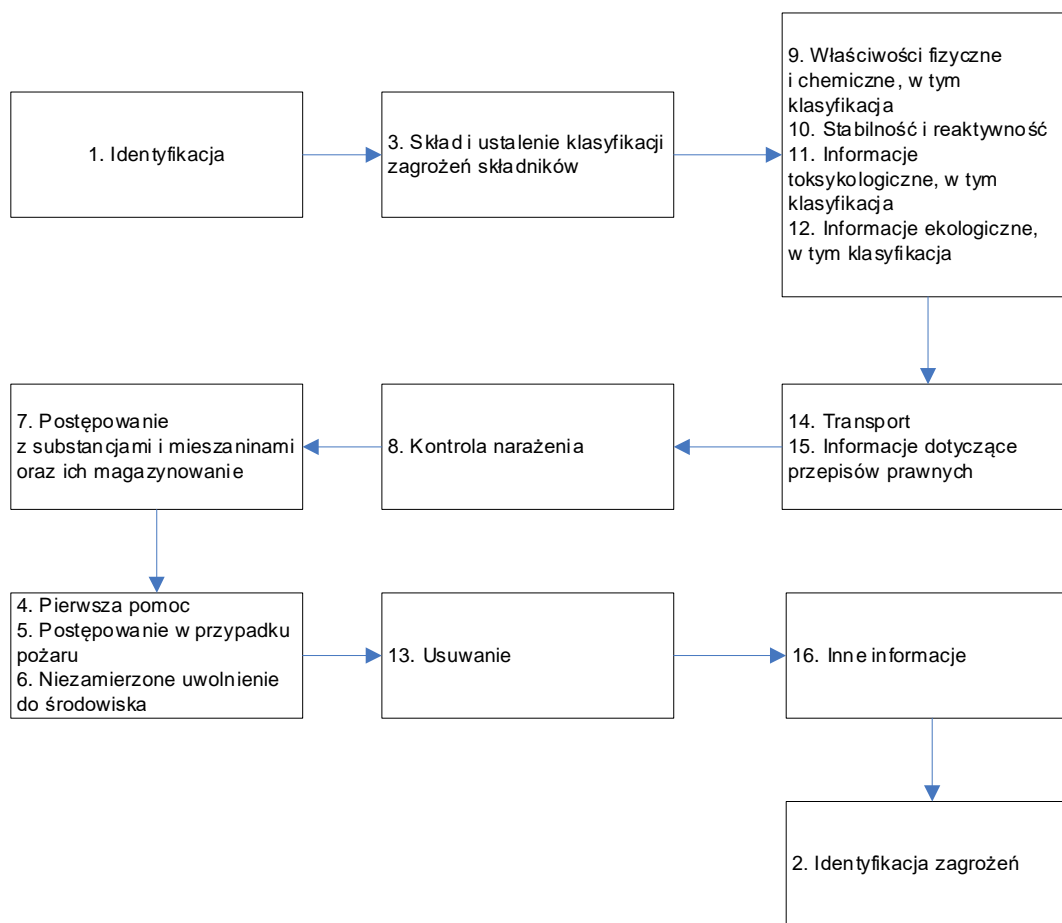 1. Identyfikacja
3. Skład i ustalenie klasyfikacji
zagrożeń składników
9. Właściwości fizyczne
i chemiczne, w tym
klasyfikacja
10. Stabilność i reaktywność
11. Informacje
toksykologiczne, w tym
klasyfikacja
12. Informacje ekologiczne,
w tym klasyfikacja
14. Transport
15. Informacje dotyczące
przepisów prawnych
8. Kontrola narażenia
7. Postępowanie
z substancjami i mieszaninami
oraz ich magazynowanie
4. Pierwsza pomoc
5. Postępowanie w przypadku
pożaru
6. Niezamierzone uwolnienie
do środowiska
13. Usuwanie
16. Inne informacje
2. Identyfikacja zagrożeń